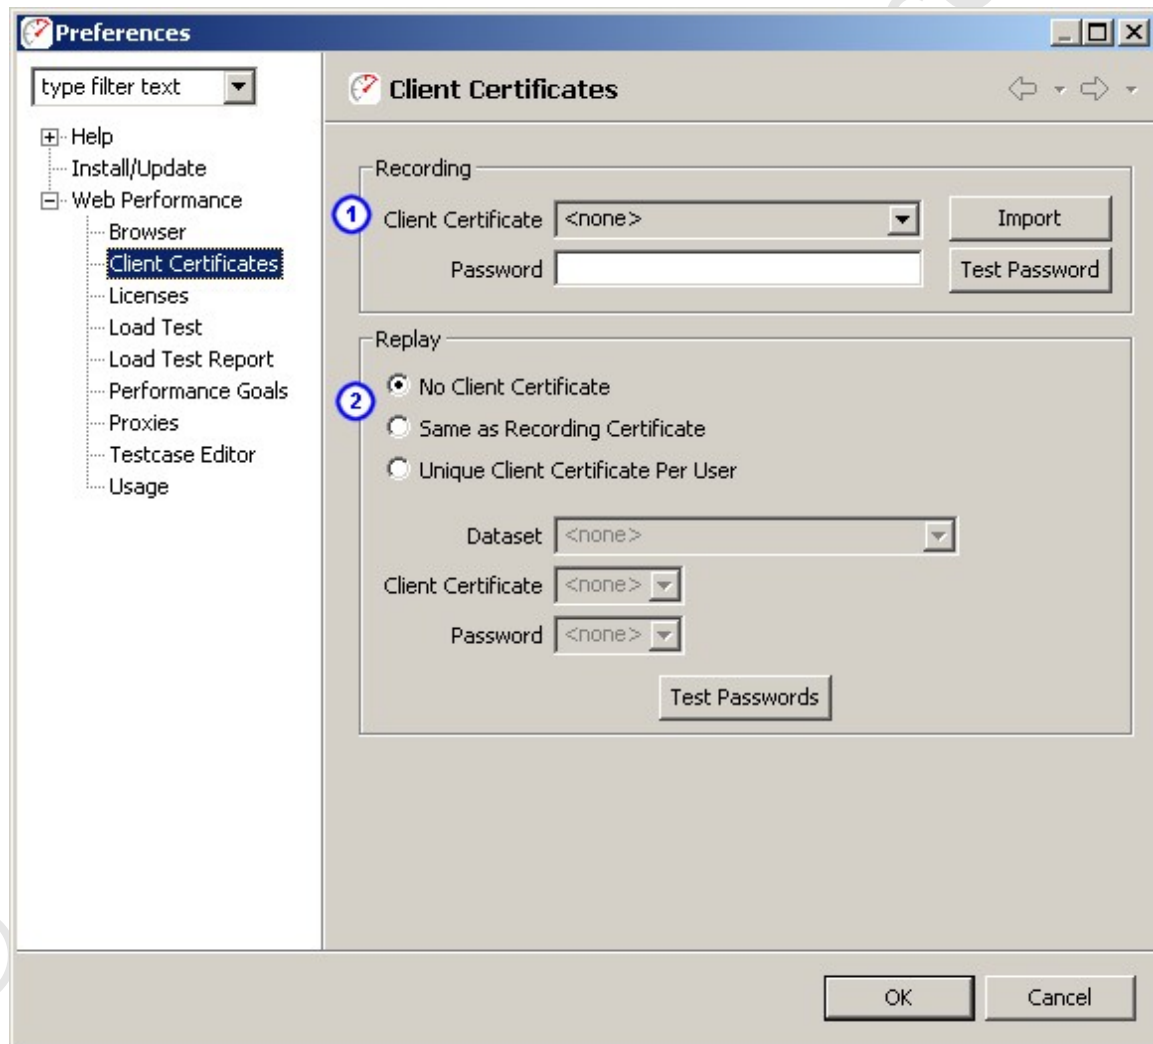 Preferences
type filter text
Client Certificates
Help
Install/Update
Web Performance
Browser
Client Certificates
Licenses
Load Test
Load Test Report
Performance Goals
Proxies
Testcase Editor
Usage
Recording
1 Client Certificate <none> Import
Password Test Password
Replay
2 No Client Certificate
Same as Recording Certificate
Unique Client Certificate Per User
Dataset <none>
Client Certificate <none>
Password <none>
Test Passwords
OK Cancel